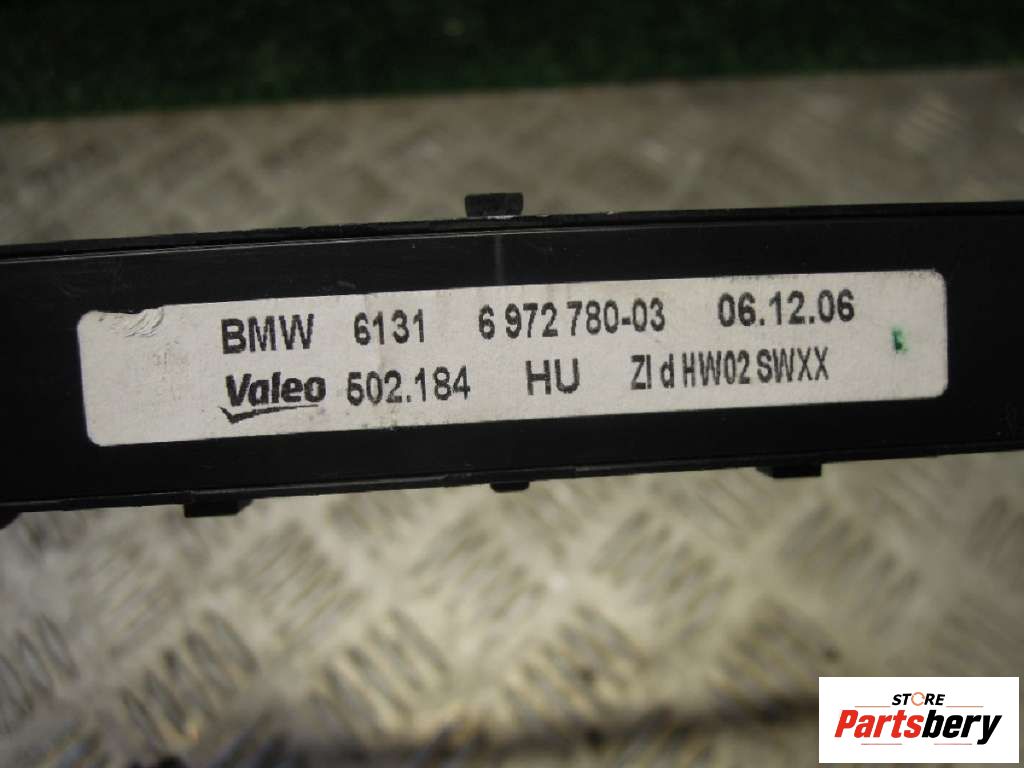 BMW 6131 6 972 780-03 06.12.06
Valeo 502.184 HU ZI d HW02 SWXX
STORE
Partsbery